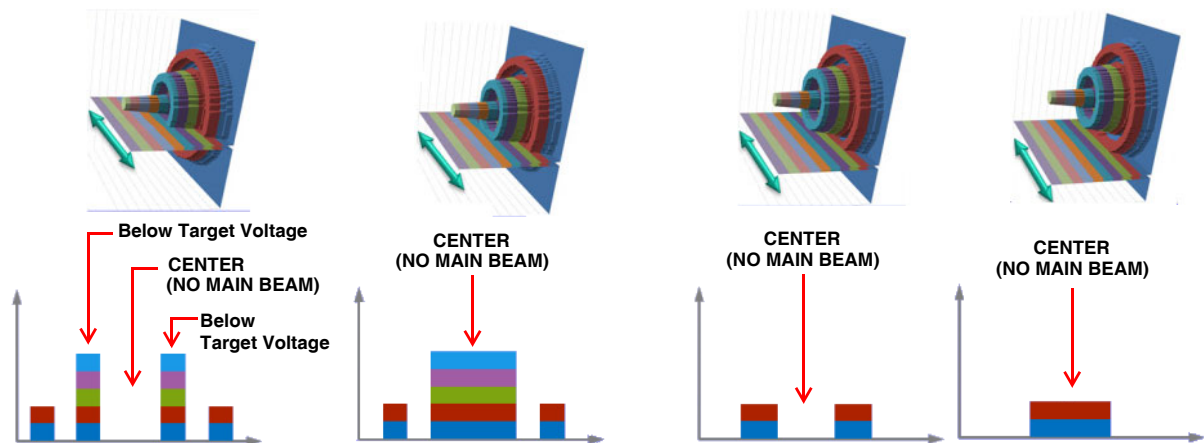 Below Target Voltage
CENTER
(NO MAIN BEAM)
Below
Target Voltage
CENTER
(NO MAIN BEAM)
CENTER
(NO MAIN BEAM)
CENTER
(NO MAIN BEAM)